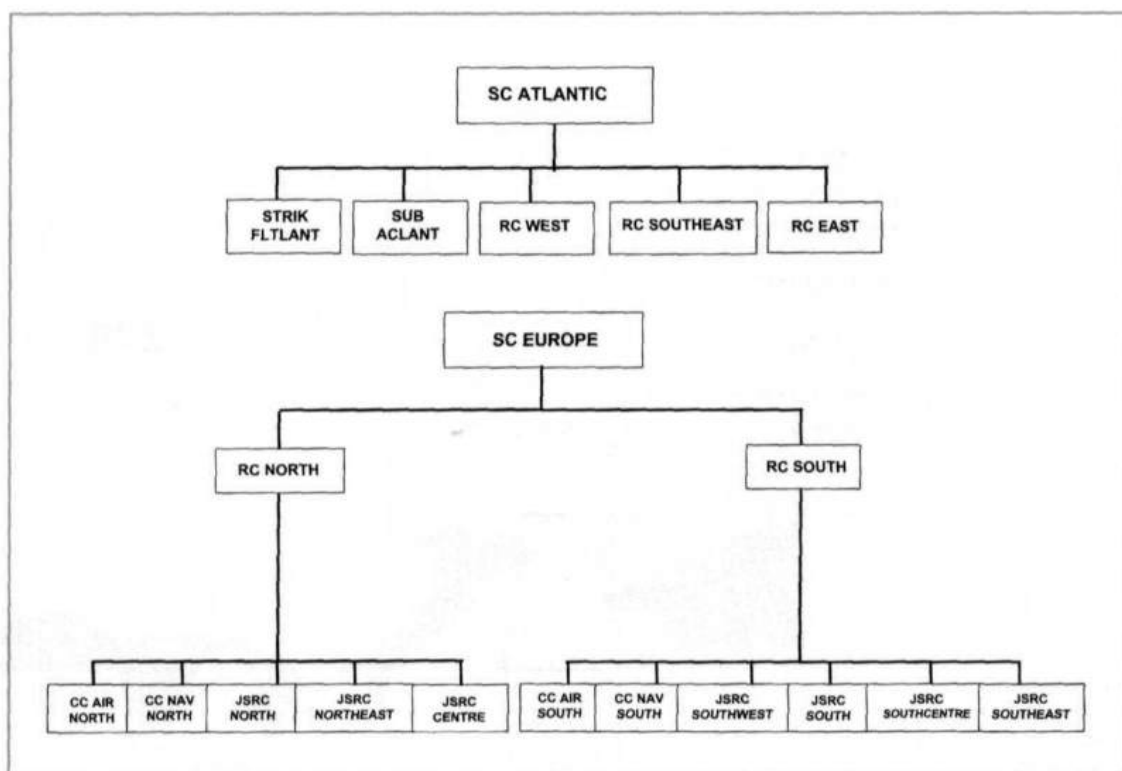 SC ATLANTIC
STRIK
FLTLANT
SUB
ACLANT
RC WEST
RC SOUTHEAST
RC EAST
SC EUROPE
RC NORTH
RC SOUTH
CC AIR
NORTH
CC NAV
NORTH
JSRC
NORTH
JSRC
NORTHEAST
JSRC
CENTRE
CC AIR
SOUTH
CC NAV
SOUTH
JSRC
SOUTHWEST
JSRC
SOUTH
JSRC
SOUTHCENTRE
JSRC
SOUTHEAST